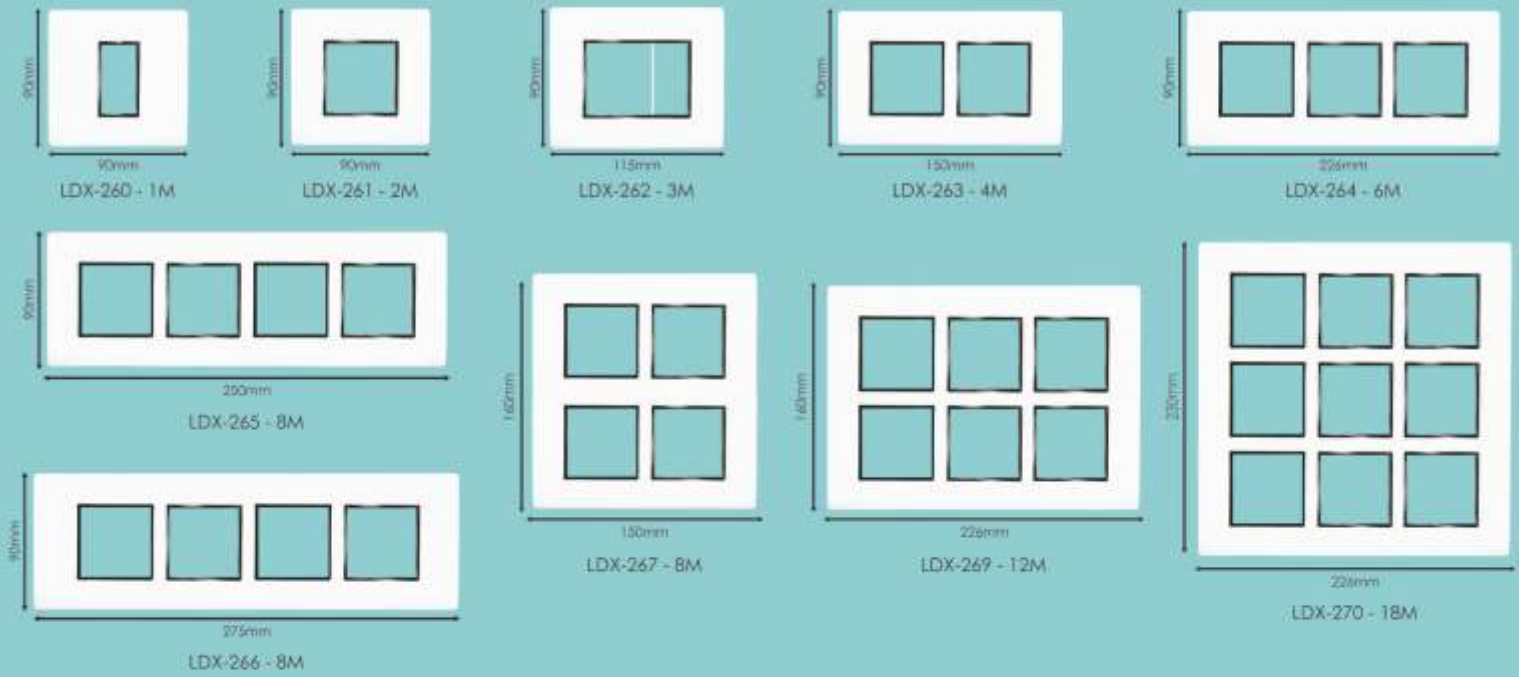 90mm
90mm
LDX-260 - 1M
90mm
90mm
LDX-261 - 2M
90mm
115mm
LDX-262 - 3M
90mm
150mm
LDX-263 - 4M
90mm
226mm
LDX-264 - 6M
90mm
250mm
LDX-265 - 8M
160mm
150mm
LDX-267 - 8M
160mm
226mm
LDX-269 - 12M
230mm
226mm
LDX-270 - 18M
90mm
275mm
LDX-266 - 8M